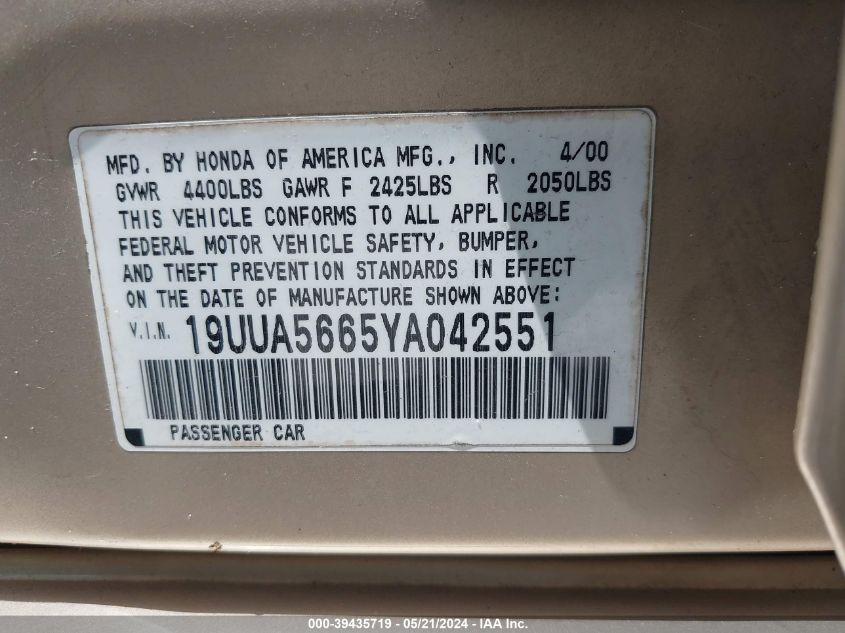 MFD. BY HONDA OF AMERICA MFG., INC. 4/00
GVWR 4400LBS GAWR F 2425LBS R 2050LBS
THIS VEHICLE CONFORMS TO ALL APPLICABLE
FEDERAL MOTOR VEHICLE SAFETY, BUMPER,
AND THEFT PREVENTION STANDARDS IN EFFECT
ON THE DATE OF MANUFACTURE SHOWN ABOVE:
V.I.N. 19UUA5665YA042551
PASSENGER CAR
000-39435719 / 05/21/2024 - IAA Inc.